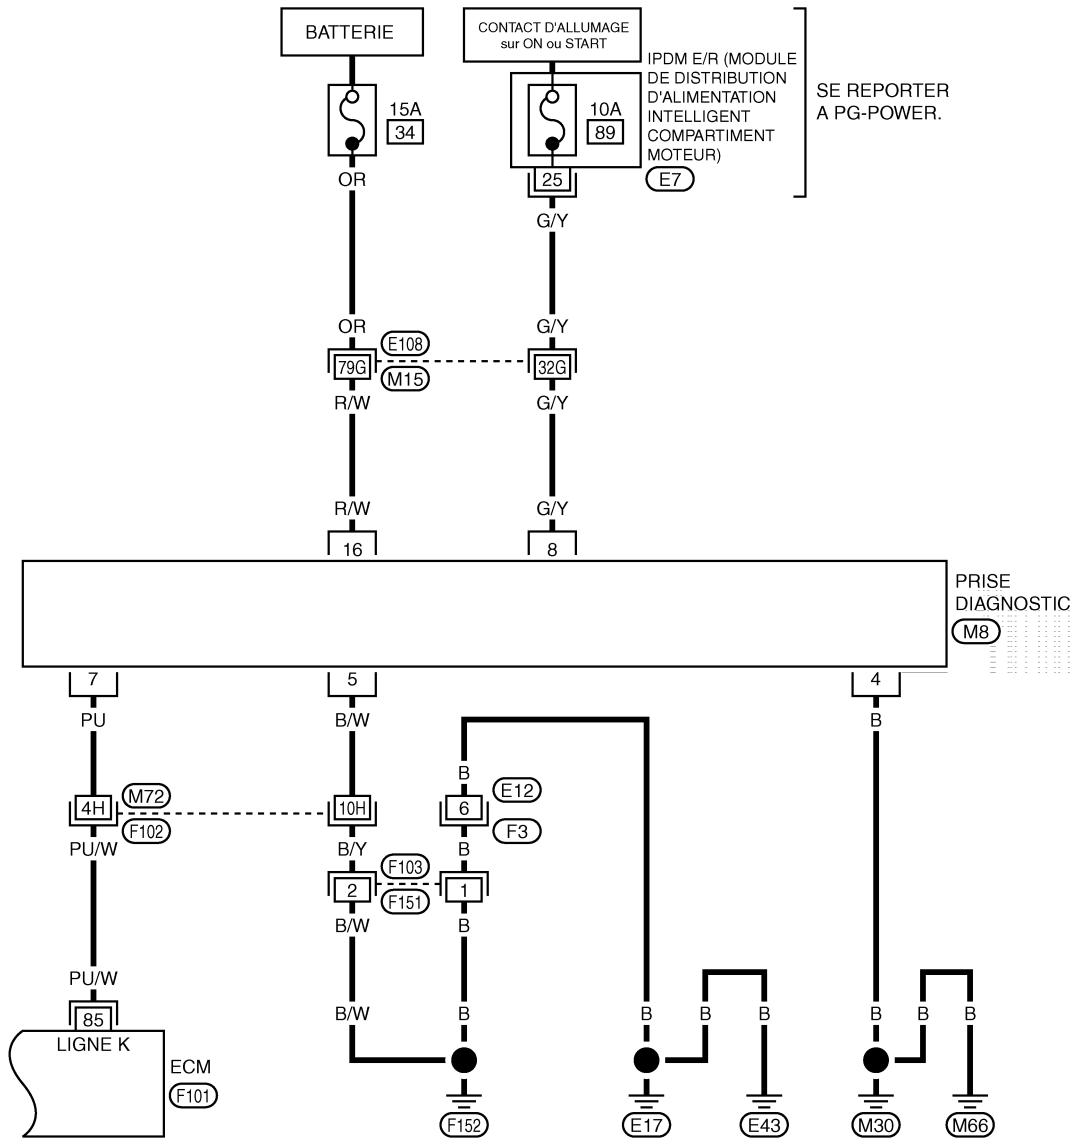 BATTERIE
CONTACT D'ALLUMAGE
sur ON ou START
IPDM E/R (MODULE
DE DISTRIBUTION
D'ALIMENTATION
INTELLIGENT
COMPARTIMENT
MOTEUR)
E7
SE REPORTER
A PG-POWER.
15A
34
10A
89
25
OR
G/Y
OR
G/Y
E108
79G
32G
M15
R/W
G/Y
R/W
G/Y
16
8
PRISE
DIAGNOSTIC
M8
7
5
4
PU
B/W
B
B
E12
M72
4H
10H
6
F102
F3
PU/W
B/Y
B
F103
2
1
F151
B/W
B
PU/W
B/W
B
B
B
B
B
B
B
85
LIGNE K
ECM
F101
F152
E17
E43
M30
M66